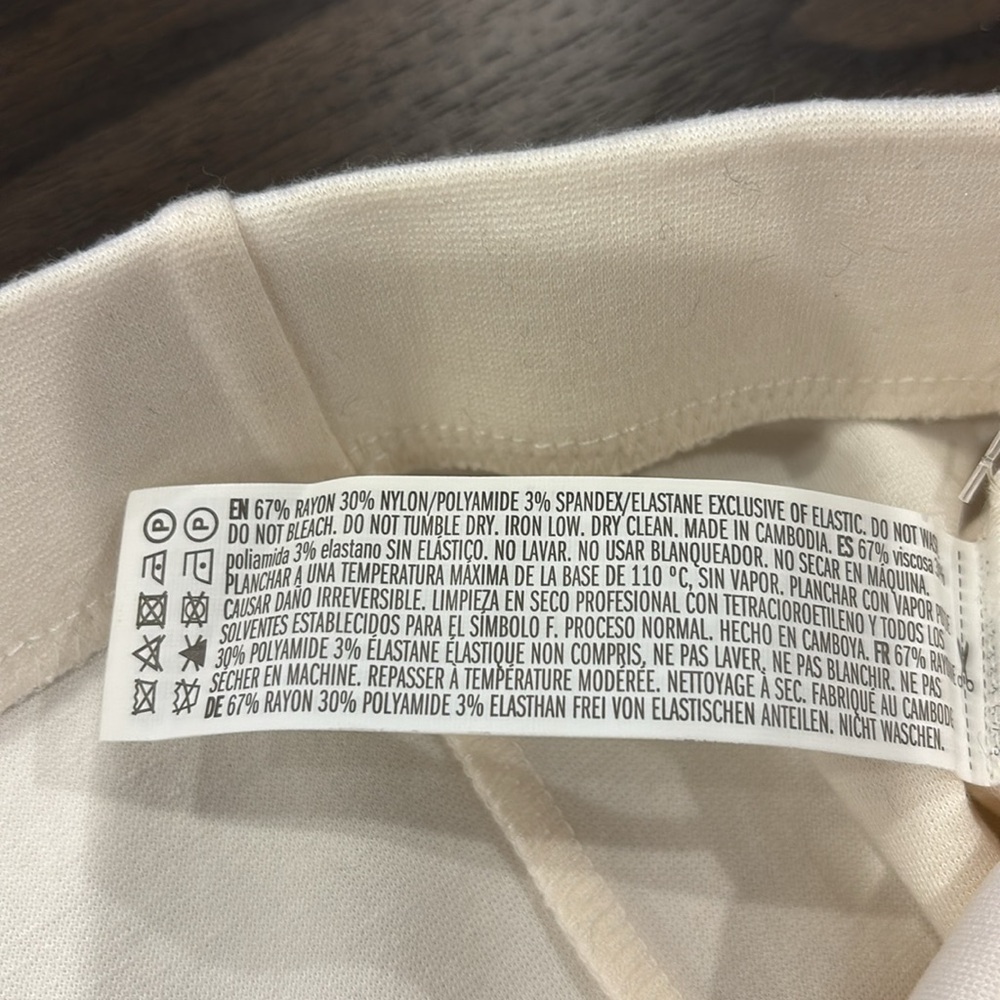 EN 67% RAYON 30% NYLON/POLYAMIDE 3% SPANDEX/ELASTANE EXCLUSIVE OF ELASTIC. DO NOT
DO NOT BLEACH. DO NOT TUMBLE DRY. IRON LOW. DRY CLEAN. MADE IN CAMBODIA. ES 67% viscosa
poliamida 3% elastano SIN ELÁSTICO. NO LAVAR. NO USAR BLANQUEADOR. NO SECAR EN MÁQUINA.
PLANCHAR A UNA TEMPERATURA MÁXIMA DE LA BASE DE 110 °C, SIN VAPOR. PLANCHAR CON VAPOR PUEDE
CAUSAR DAÑO IRREVERSIBLE. LIMPIEZA EN SECO PROFESIONAL CON TETRACLOROETILENO Y TODOS LOS
SOLVENTES ESTABLECIDOS PARA EL SÍMBOLO F. PROCESO NORMAL. HECHO EN CAMBOYA. FR 67% RAYONNE
30% POLYAMIDE 3% ÉLASTANE ÉLASTIQUE NON COMPRIS, NE PAS LAVER, NE PAS BLANCHIR. NE PAS
SÉCHER EN MACHINE. REPASSER À TEMPÉRATURE MODÉRÉE. NETTOYAGE À SEC. FABRIQUÉ AU CAMBODGE
DE 67% RAYON 30% POLYAMIDE 3% ELASTHAN FREI VON ELASTISCHEN ANTEILEN. NICHT WASCHEN.
P P